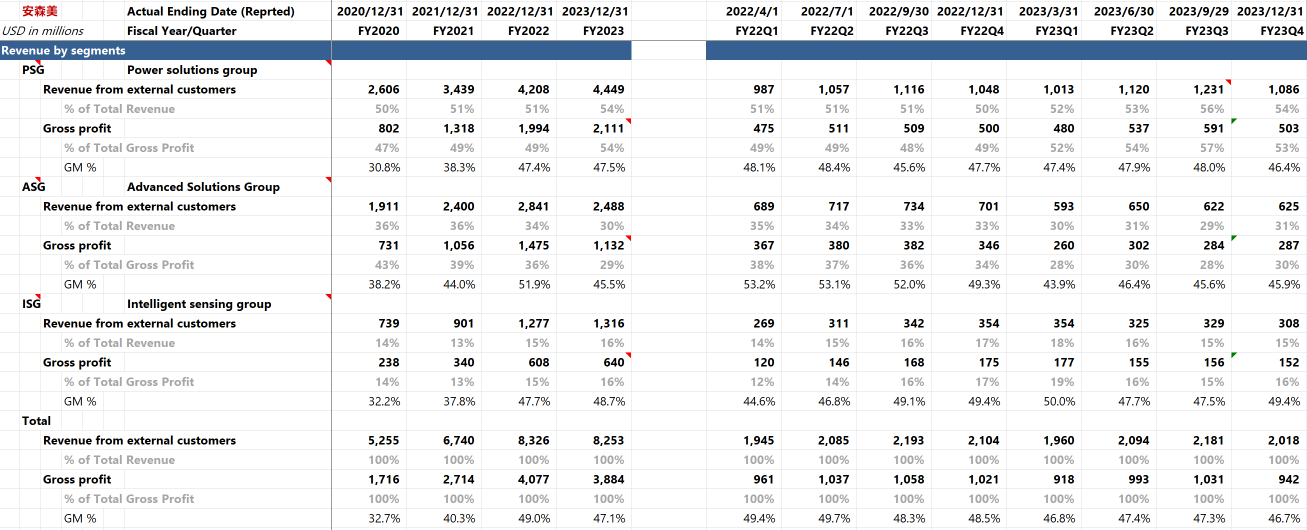 安森美 Actual Ending Date (Reprted) 2020/12/31 2021/12/31 2022/12/31 2023/12/31 2022/4/1 2022/7/1 2022/9/30 2022/12/31 2023/3/31 2023/6/30 2023/9/29 2023/12/31
USD in millions Fiscal Year/Quarter FY2020 FY2021 FY2022 FY2023 FY22Q1 FY22Q2 FY22Q3 FY22Q4 FY23Q1 FY23Q2 FY23Q3 FY23Q4
Revenue by segments
PSG Power solutions group
Revenue from external customers 2,606 3,439 4,208 4,449 987 1,057 1,116 1,048 1,013 1,120 1,231 1,086
% of Total Revenue 50% 51% 51% 54% 51% 51% 51% 50% 52% 53% 56% 54%
Gross profit 802 1,318 1,994 2,111 475 511 509 500 480 537 591 503
% of Total Gross Profit 47% 49% 49% 54% 49% 49% 48% 49% 52% 54% 57% 53%
GM % 30.8% 38.3% 47.4% 47.5% 48.1% 48.4% 45.6% 47.7% 47.4% 47.9% 48.0% 46.4%
ASG Advanced Solutions Group
Revenue from external customers 1,911 2,400 2,841 2,488 689 717 734 701 593 650 622 625
% of Total Revenue 36% 36% 34% 30% 35% 34% 33% 33% 30% 31% 29% 31%
Gross profit 731 1,056 1,475 1,132 367 380 382 346 260 302 284 287
% of Total Gross Profit 43% 39% 36% 29% 38% 37% 36% 34% 28% 30% 28% 30%
GM % 38.2% 44.0% 51.9% 45.5% 53.2% 53.1% 52.0% 49.3% 43.9% 46.4% 45.6% 45.9%
ISG Intelligent sensing group
Revenue from external customers 739 901 1,277 1,316 269 311 342 354 354 325 329 308
% of Total Revenue 14% 13% 15% 16% 14% 15% 16% 17% 18% 16% 15% 15%
Gross profit 238 340 608 640 120 146 168 175 177 155 156 152
% of Total Gross Profit 14% 13% 15% 16% 12% 14% 16% 17% 19% 16% 15% 16%
GM % 32.2% 37.8% 47.7% 48.7% 44.6% 46.8% 49.1% 49.4% 50.0% 47.7% 47.5% 49.4%
Total
Revenue from external customers 5,255 6,740 8,326 8,253 1,945 2,085 2,193 2,104 1,960 2,094 2,181 2,018
% of Total Revenue 100% 100% 100% 100% 100% 100% 100% 100% 100% 100% 100% 100%
Gross profit 1,716 2,714 4,077 3,884 961 1,037 1,058 1,021 918 993 1,031 942
% of Total Gross Profit 100% 100% 100% 100% 100% 100% 100% 100% 100% 100% 100% 100%
GM % 32.7% 40.3% 49.0% 47.1% 49.4% 49.7% 48.3% 48.5% 46.8% 47.4% 47.3% 46.7%